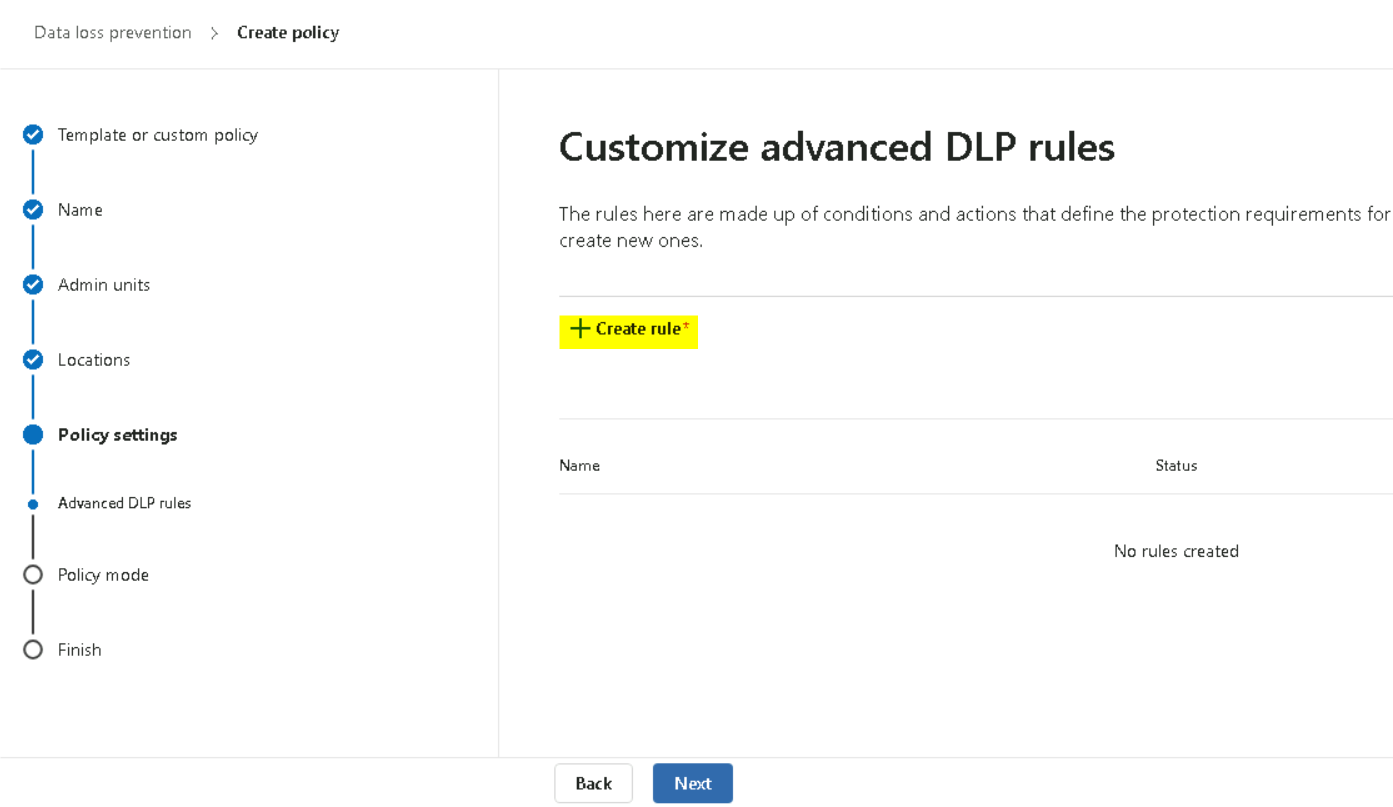 Data loss prevention > Create policy
Template or custom policy
Name
Admin units
Locations
Policy settings
Advanced DLP rules
Policy mode
Finish
Customize advanced DLP rules
The rules here are made up of conditions and actions that define the protection requirements for
create new ones.
+ Create rule*
Name Status
No rules created
Back Next